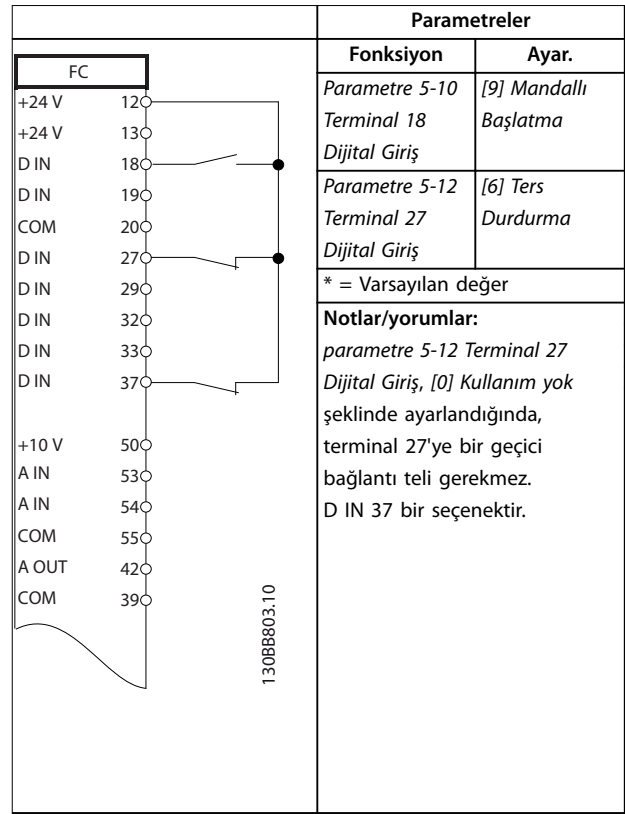 FC
+24 V 12
+24 V 13
D IN 18
D IN 19
COM 20
D IN 27
D IN 29
D IN 32
D IN 33
D IN 37
+10 V 50
A IN 53
A IN 54
COM 55
A OUT 42
COM 39
130BB803.10
Parametreler
Fonksiyon Ayar.
Parametre 5-10 [9] Mandallı
Terminal 18 Başlatma
Dijital Giriş
Parametre 5-12 [6] Ters
Terminal 27 Durdurma
Dijital Giriş
* = Varsayılan değer
Notlar/yorumlar:
parametre 5-12 Terminal 27
Dijital Giriş, [0] Kullanım yok
şeklinde ayarlandığında,
terminal 27'ye bir geçici
bağlantı teli gerekmez.
D IN 37 bir seçenektir.